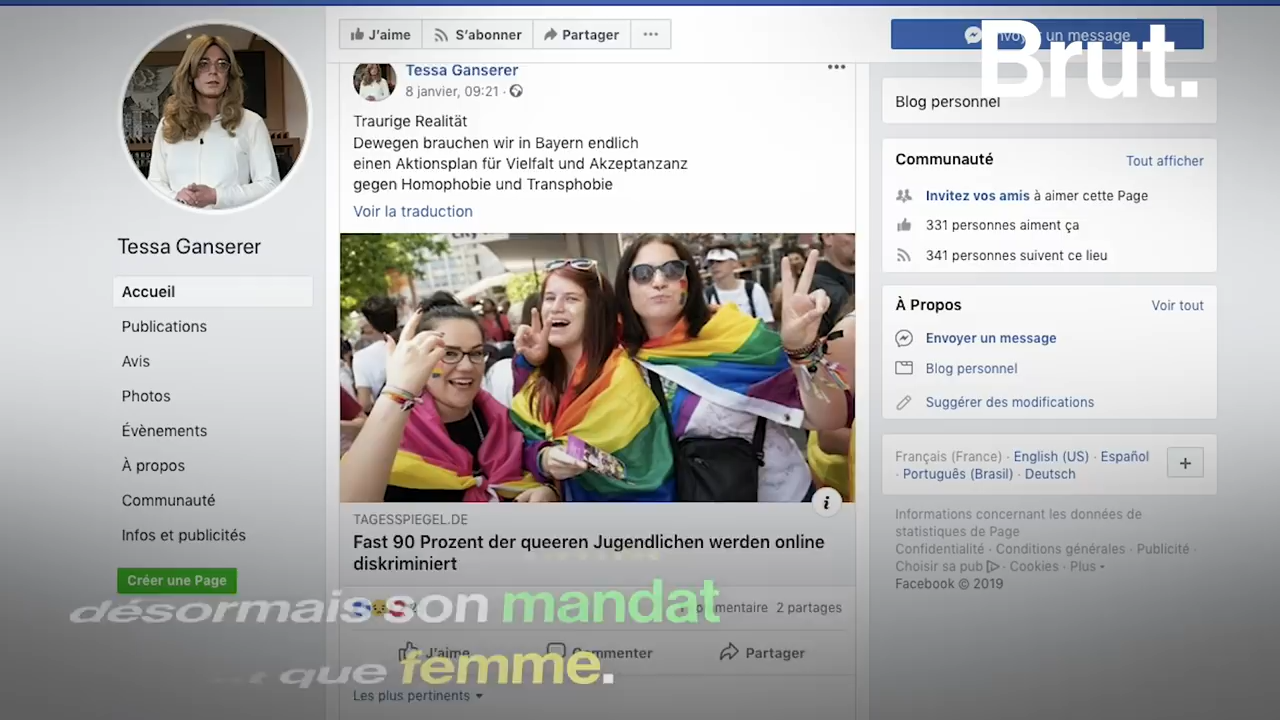 J'aime
S'abonner
Partager
un message
Brut.
Tessa Ganserer
8 janvier, 09:21
Traurige Realität
Dewegen brauchen wir in Bayern endlich
einen Aktionsplan für Vielfalt und Akzeptanzanz
gegen Homophobie und Transphobie
Voir la traduction
TAGESSPIEGEL.DE
Fast 90 Prozent der queeren Jugendlichen werden online
diskriminiert
2 partages
J'aime
Commenter
Partager
Les plus pertinents
Tessa Ganserer
Accueil
Publications
Avis
Photos
Évènements
À propos
Communauté
Infos et publicités
Créer une Page
Blog personnel
Communauté
Tout afficher
Invitez vos amis à aimer cette Page
331 personnes aiment ça
341 personnes suivent ce lieu
À Propos
Voir tout
Envoyer un message
Blog personnel
Suggérer des modifications
Français (France) · English (US) · Español
· Português (Brasil) · Deutsch
Informations concernant les données de
statistiques de Page
Confidentialité · Conditions générales · Publicité ·
Choisir sa pub · Cookies · Plus
Facebook © 2019
désormais son mandat
que femme.